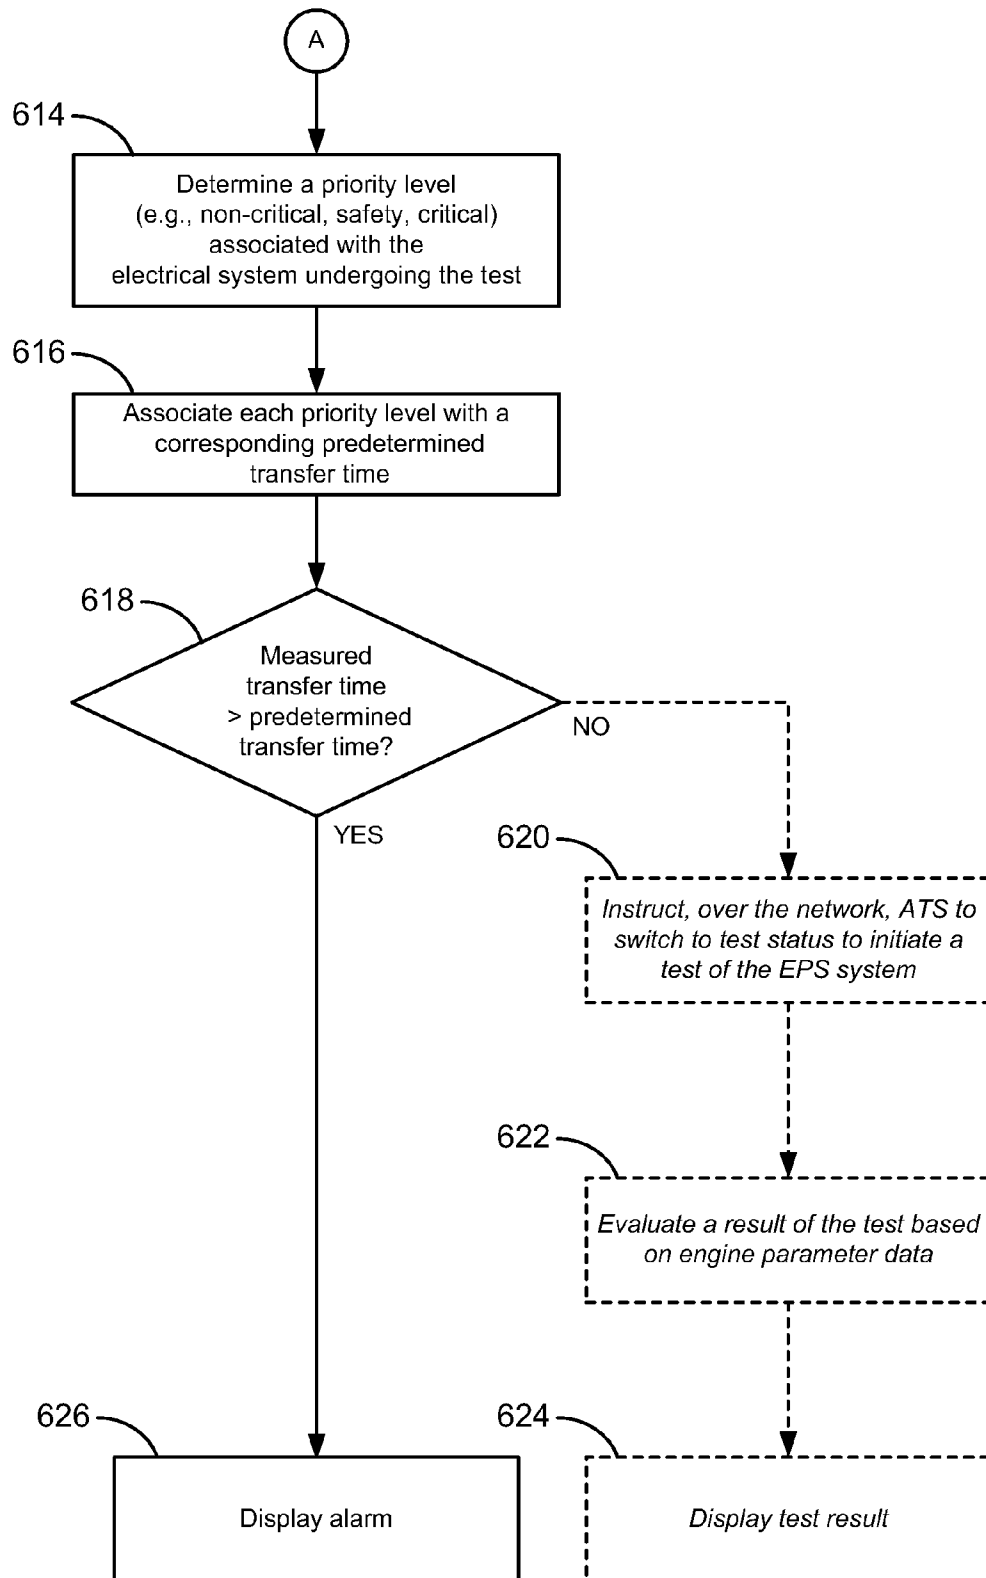 A
614
Determine a priority level
(e.g., non-critical, safety, critical)
associated with the
electrical system undergoing the test
616
Associate each priority level with a
corresponding predetermined
transfer time
618
Measured
transfer time
> predetermined
transfer time?
NO
YES
620
Instruct, over the network, ATS to
switch to test status to initiate a
test of the EPS system
622
Evaluate a result of the test based
on engine parameter data
626
Display alarm
624
Display test result